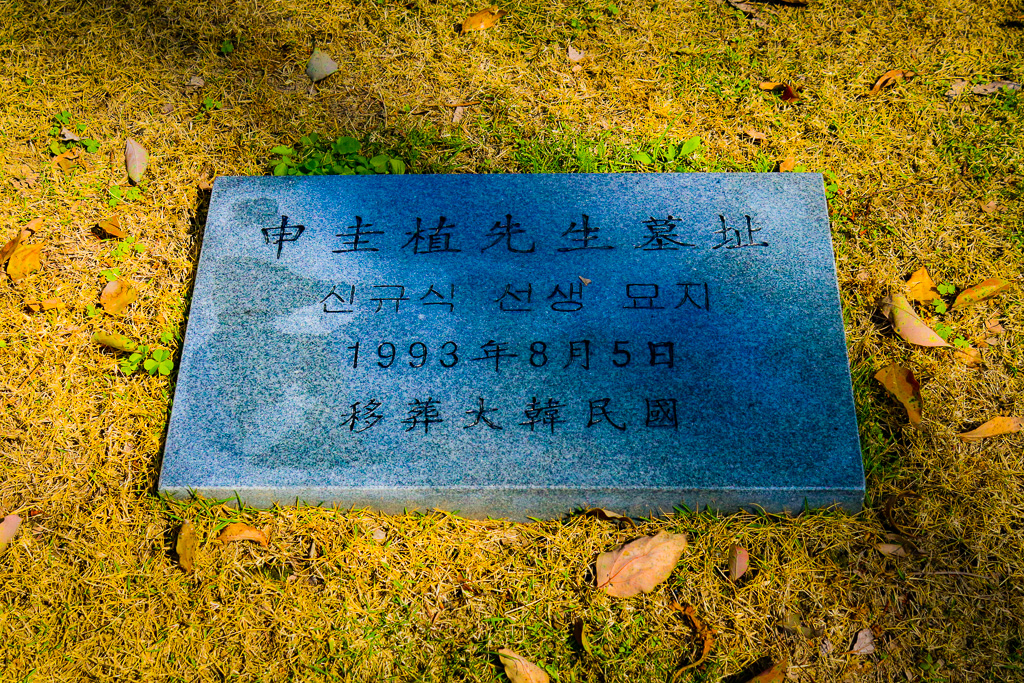 申圭植先生墓址
신규식 선생 묘지
1993年8月5日
移葬大韓民國